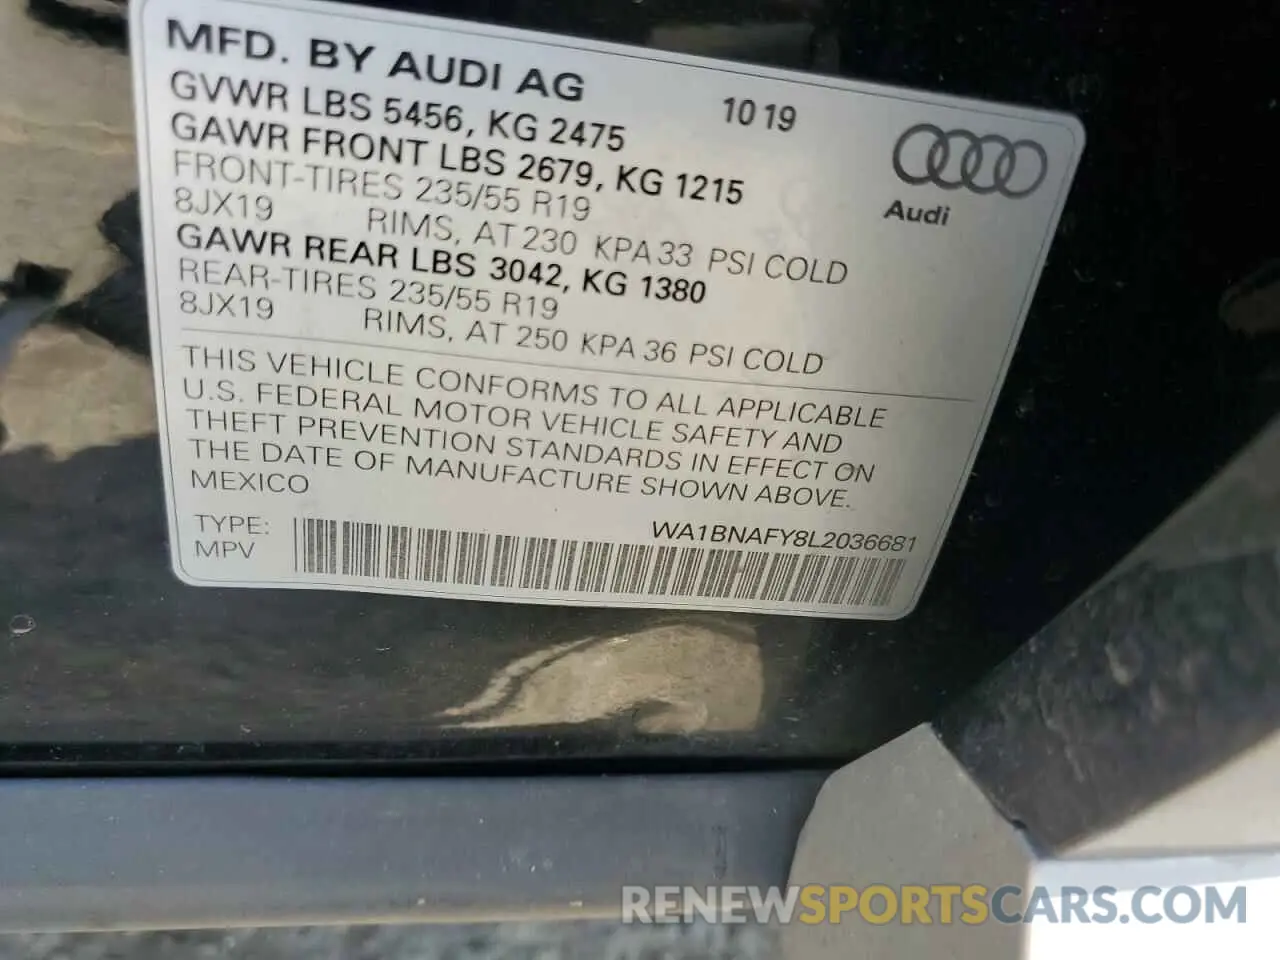 MFD. BY AUDI AG
10 19
GVWR LBS 5456, KG 2475
GAWR FRONT LBS 2679, KG 1215
FRONT-TIRES 235/55 R19
8JX19 RIMS, AT 230 KPA 33 PSI COLD
GAWR REAR LBS 3042, KG 1380
REAR-TIRES 235/55 R19
8JX19 RIMS, AT 250 KPA 36 PSI COLD
Audi
THIS VEHICLE CONFORMS TO ALL APPLICABLE
U.S. FEDERAL MOTOR VEHICLE SAFETY AND
THEFT PREVENTION STANDARDS IN EFFECT ON
THE DATE OF MANUFACTURE SHOWN ABOVE.
MEXICO
TYPE: WA1BNAFY8L2036681
MPV
RENEWSPORTSCARS.COM